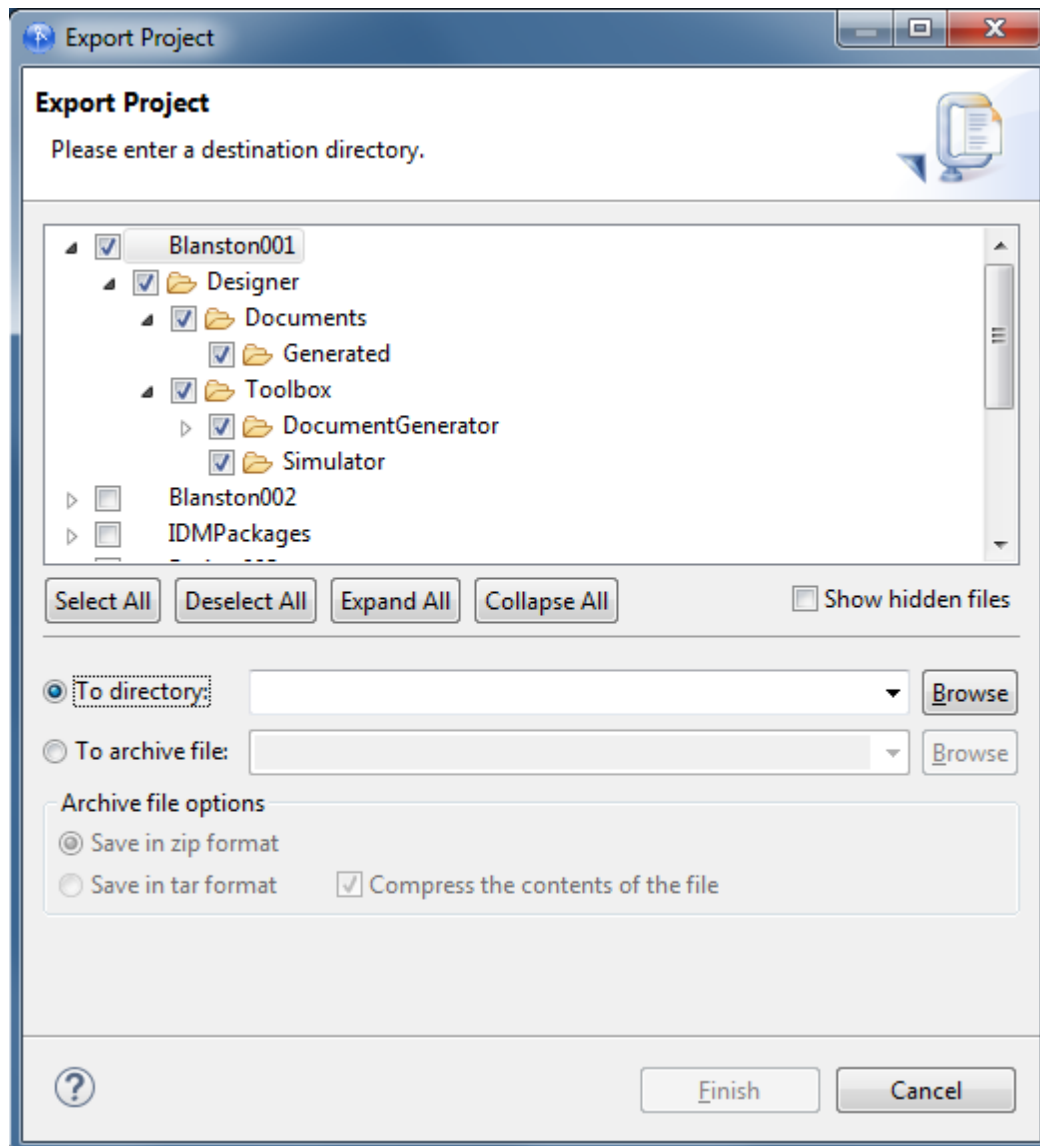 Export Project
Export Project
Please enter a destination directory.
Blanston001
Designer
Documents
Generated
Toolbox
DocumentGenerator
Simulator
Blanston002
IDMPackages
Select All Deselect All Expand All Collapse All Show hidden files
To directory: Browse
To archive file: Browse
Archive file options
Save in zip format
Save in tar format Compress the contents of the file
Finish Cancel